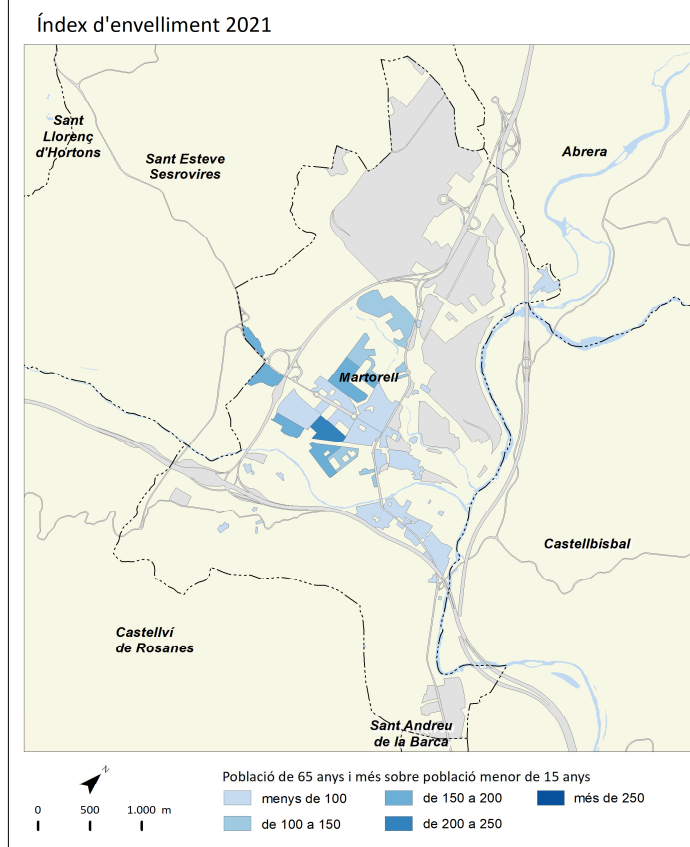 Índex d'envelliment 2021
Sant
Llorenç
d'Hortons
Sant Esteve
Sesrovires
Abrera
Martorell
Castellbisbal
Castellví
de Rosanes
Sant Andreu
de la Barca
N
Població de 65 anys i més sobre població menor de 15 anys
0 500 1.000 m
menys de 100
de 150 a 200
més de 250
de 100 a 150
de 200 a 250